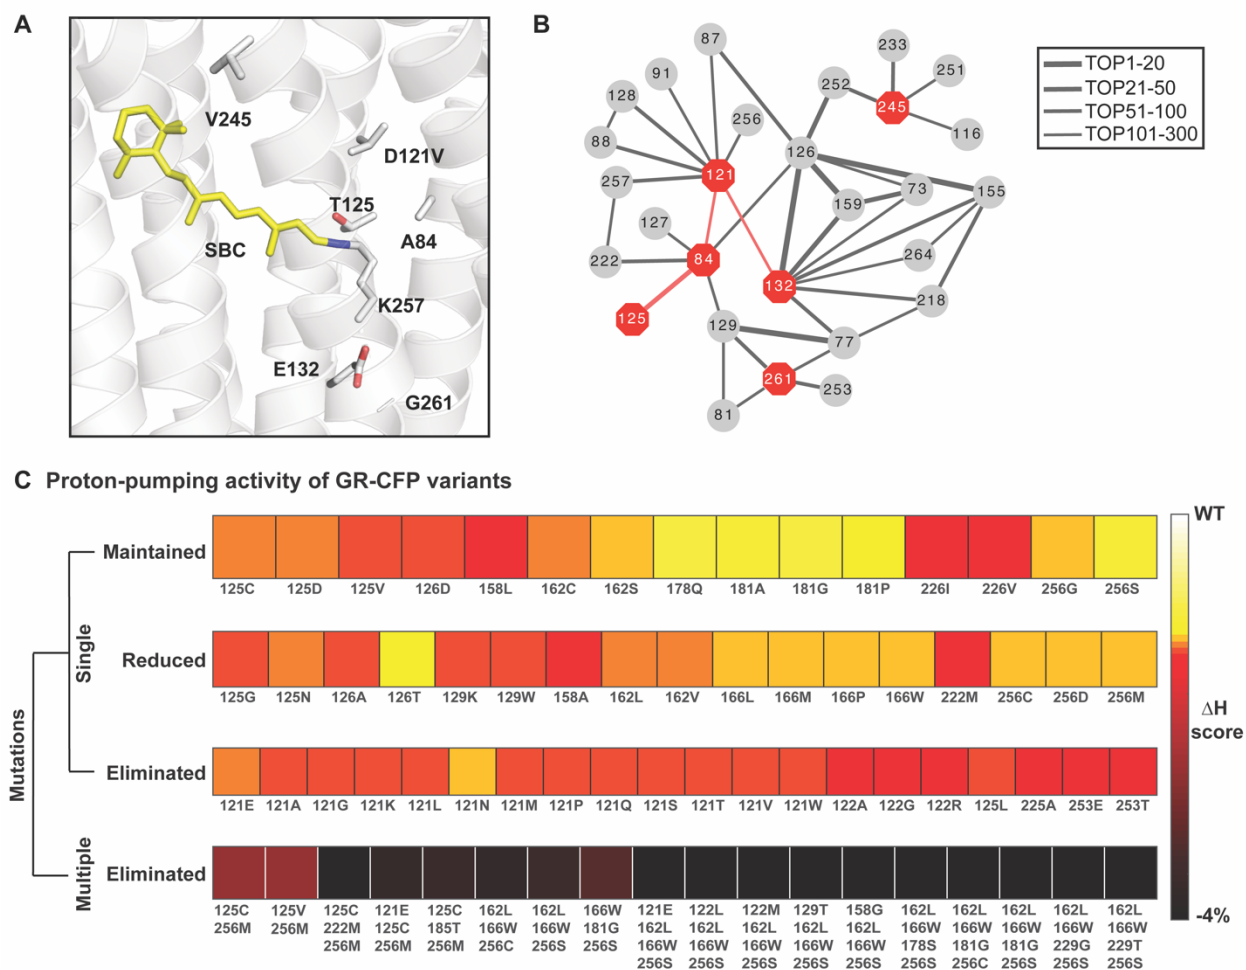 A
V245
D121V
T125
A84
SBC
K257
E132
G261
B
87
233
91
252
251
128
245
256
116
88
126
121
257
73
155
159
127
222
84
264
132
218
125
129
77
261
253
81
TOP1-20
TOP21-50
TOP51-100
TOP101-300
C Proton-pumping activity of GR-CFP variants
Mutations
Single
Multiple
Maintained
125C 125D 125V 126D 158L 162C 162S 178Q 181A 181G 181P 226I 226V 256G 256S
Reduced
125G 125N 126A 126T 129K 129W 158A 162L 162V 166L 166M 166P 166W 222M 256C 256D 256M
Eliminated
121E 121A 121G 121K 121L 121N 121M 121P 121Q 121S 121T 121V 121W 122A 122G 122R 125L 225A 253E 253T
Eliminated
125C 125V 125C 121E 125C 162L 162L 166W 121E 122L 122M 129T 158G 162L 162L 162L 162L 162L
256M 256M 222M 125C 185T 166W 166W 181G 162L 162L 162L 162L 162L 166W 166W 166W 166W 166W
256M 256M 256M 256C 256S 256S 166W 166W 166W 166W 166W 178S 181G 181G 229G 229T
256S 256S 256S 256S 256S 256S 256C 256S 256S 256S
WT
ΔH
score
-4%